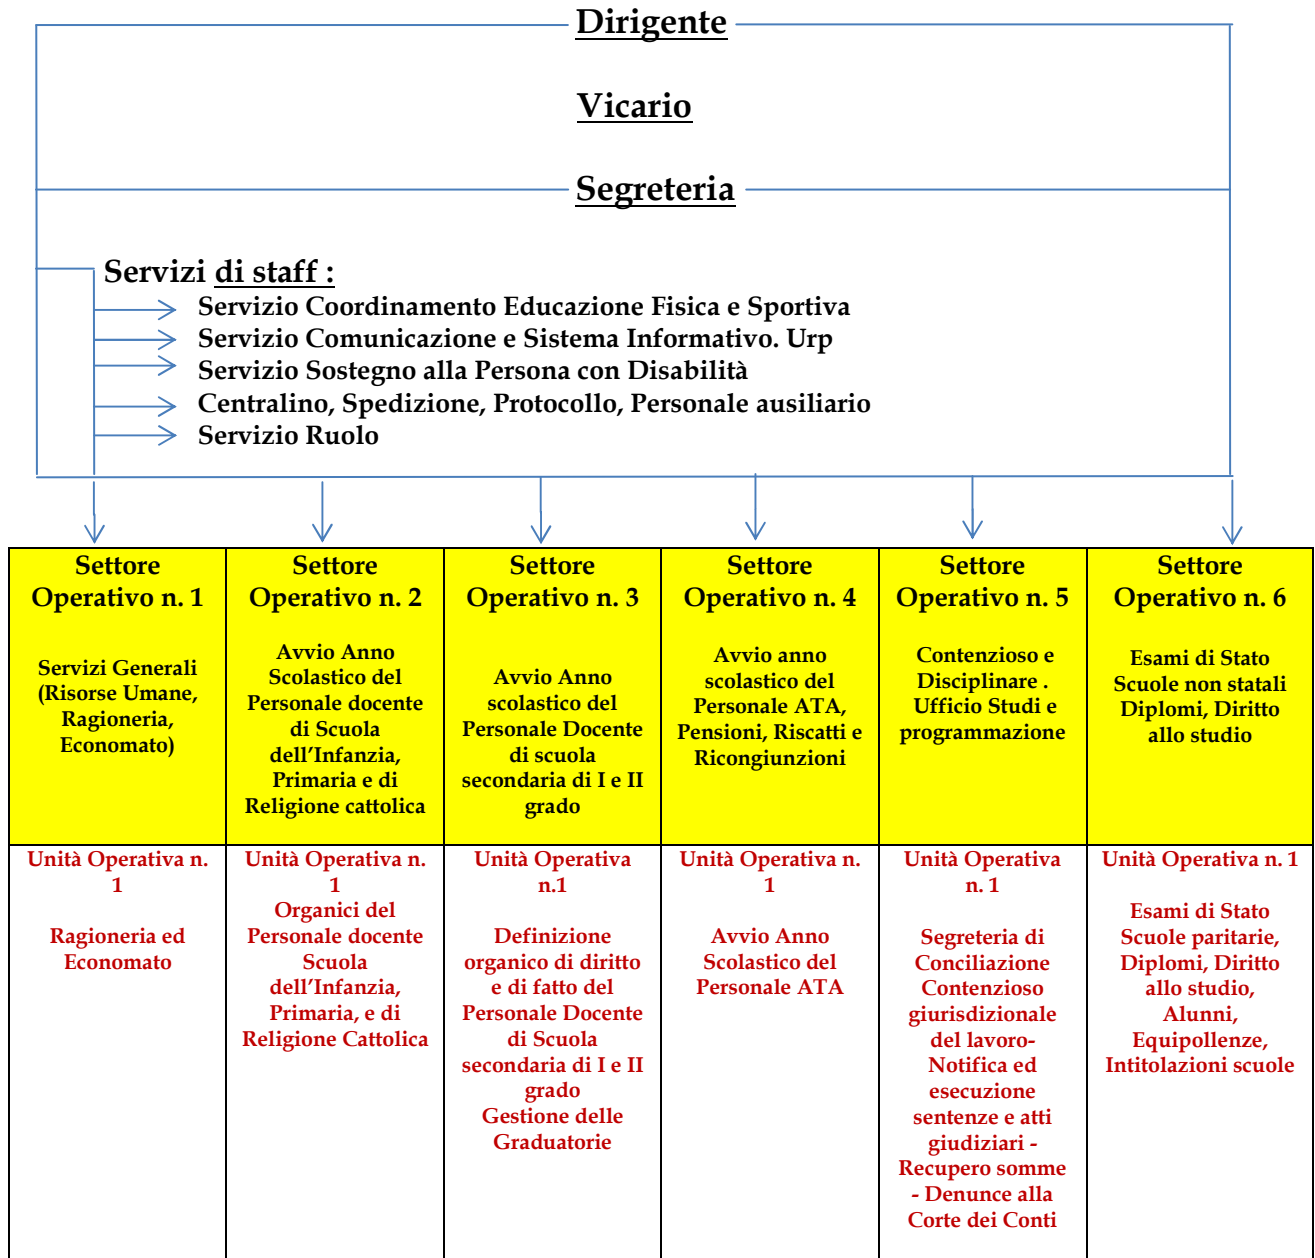 Dirigente
Vicario
Segreteria
Servizi di staff :
Servizio Coordinamento Educazione Fisica e Sportiva
Servizio Comunicazione e Sistema Informativo. Urp
Servizio Sostegno alla Persona con Disabilità
Centralino, Spedizione, Protocollo, Personale ausiliario
Servizio Ruolo
Settore
Operativo n. 1
Servizi Generali
(Risorse Umane,
Ragioneria,
Economato)
Settore
Operativo n. 2
Avvio Anno
Scolastico del
Personale docente
di Scuola
dell’Infanzia,
Primaria e di
Religione cattolica
Settore
Operativo n. 3
Avvio Anno
scolastico del
Personale Docente
di scuola
secondaria di I e II
grado
Settore
Operativo n. 4
Avvio anno
scolastico del
Personale ATA,
Pensioni, Riscatti e
Ricongiunzioni
Settore
Operativo n. 5
Contenzioso e
Disciplinare .
Ufficio Studi e
programmazione
Settore
Operativo n. 6
Esami di Stato
Scuole non statali
Diplomi, Diritto
allo studio
Unità Operativa n.
1
Ragioneria ed
Economato
Unità Operativa n.
1
Organici del
Personale docente
Scuola
dell’Infanzia,
Primaria, e di
Religione Cattolica
Unità Operativa
n.1
Definizione
organico di diritto
e di fatto del
Personale Docente
di Scuola
secondaria di I e II
grado
Gestione delle
Graduatorie
Unità Operativa n.
1
Avvio Anno
Scolastico del
Personale ATA
Unità Operativa
n. 1
Segreteria di
Conciliazione
Contenzioso
giurisdizionale
del lavoro-
Notifica ed
esecuzione
sentenze e atti
giudiziari -
Recupero somme
- Denunce alla
Corte dei Conti
Unità Operativa n. 1
Esami di Stato
Scuole paritarie,
Diplomi, Diritto
allo studio,
Alunni,
Equipollenze,
Intitolazioni scuole